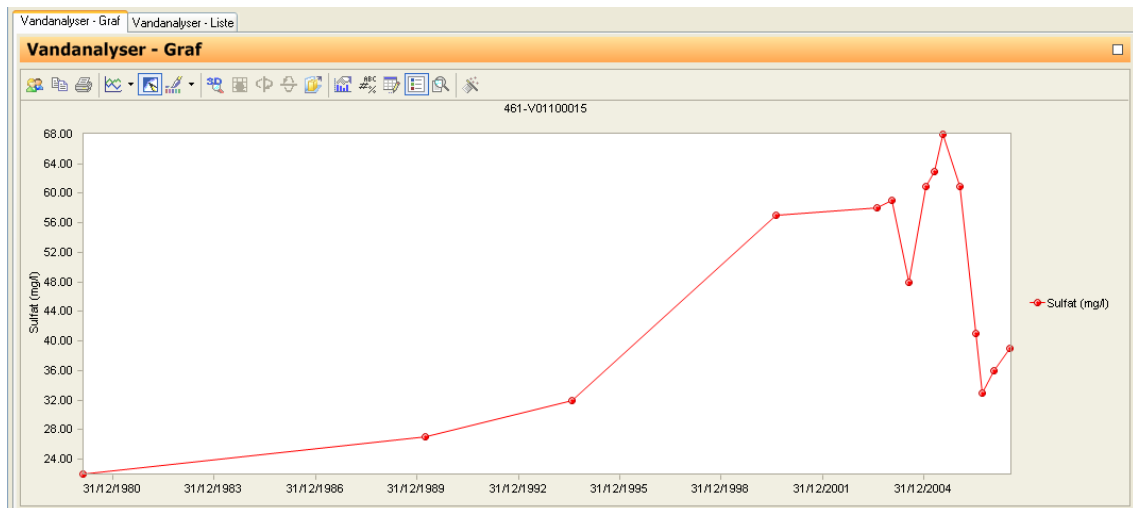 Vandanalyser - Graf Vandanalyser - Liste
Vandanalyser - Graf
3D ABC #%
461-V01100015
68.00
64.00
60.00
56.00
52.00
48.00
44.00
40.00
36.00
32.00
28.00
24.00
Sulfat (mg/l)
Sulfat (mg/l)
31/12/1980 31/12/1983 31/12/1986 31/12/1989 31/12/1992 31/12/1995 31/12/1998 31/12/2001 31/12/2004